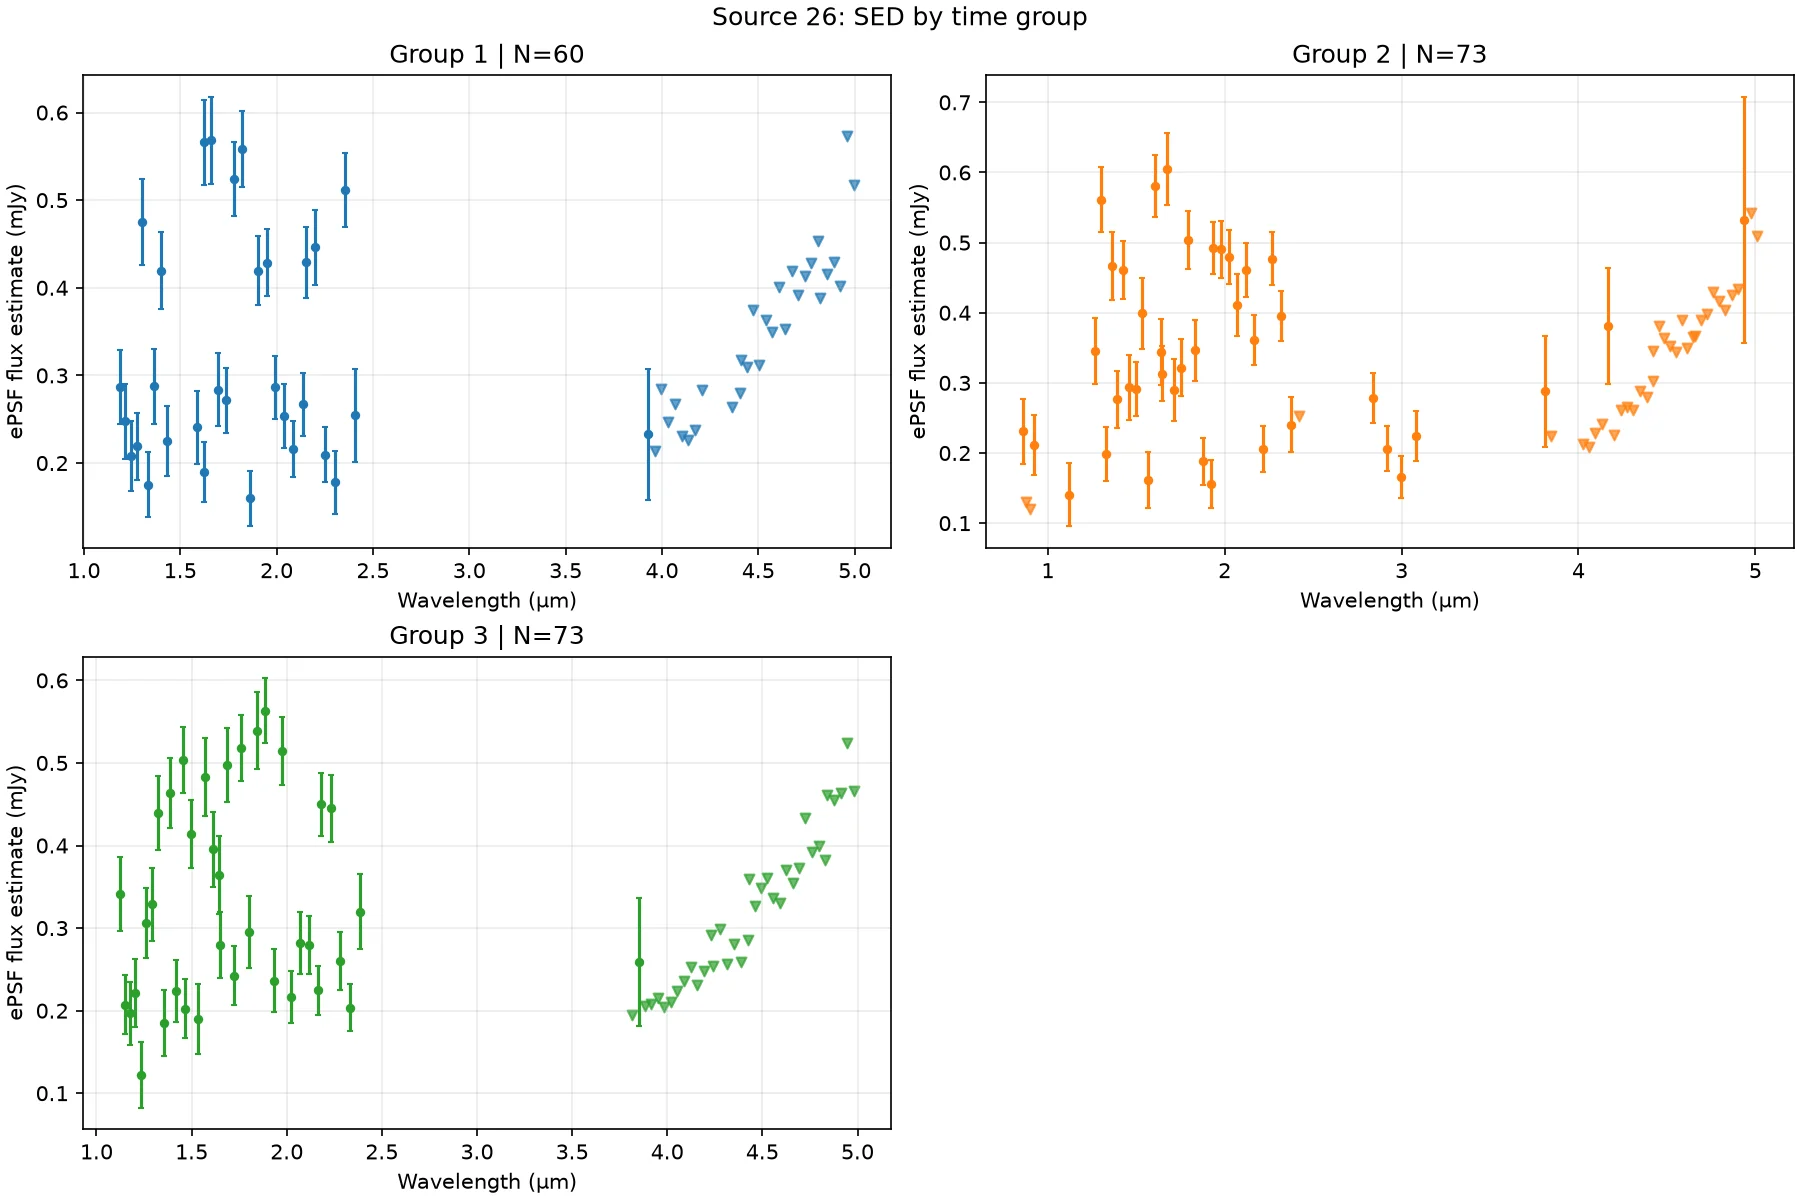 Source 26: SED by time group
Group 1 | N=60
ePSF flux estimate (mJy)
0.6
0.5
0.4
0.3
0.2
1.0 1.5 2.0 2.5 3.0 3.5 4.0 4.5 5.0
Wavelength (μm)
Group 2 | N=73
ePSF flux estimate (mJy)
0.7
0.6
0.5
0.4
0.3
0.2
0.1
1 2 3 4 5
Wavelength (μm)
Group 3 | N=73
ePSF flux estimate (mJy)
0.6
0.5
0.4
0.3
0.2
0.1
1.0 1.5 2.0 2.5 3.0 3.5 4.0 4.5 5.0
Wavelength (μm)